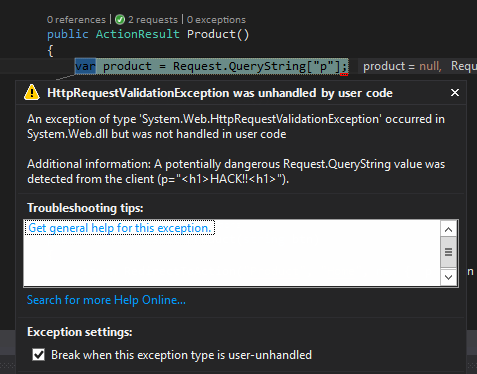 0 references | 2 requests | 0 exceptions
public ActionResult Product()
{
var product = Request.QueryString["p"]; product = null, Requ
HttpRequestValidationException was unhandled by user code
An exception of type 'System.Web.HttpRequestValidationException' occurred in
System.Web.dll but was not handled in user code
Additional information: A potentially dangerous Request.QueryString value was
detected from the client (p="<h1>HACK!!<h1>").
Troubleshooting tips:
Get general help for this exception.
n
Search for more Help Online...
Exception settings:
Break when this exception type is user-unhandled